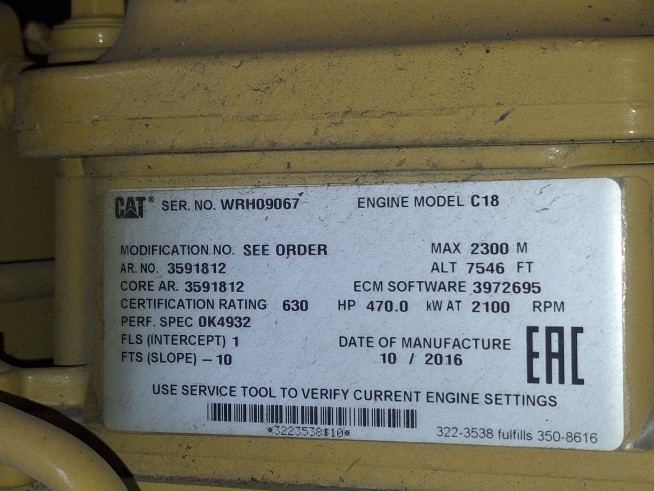 CAT® SER. NO. WRH09067 ENGINE MODEL C18
MODIFICATION NO. SEE ORDER MAX 2300 M
AR. NO. 3591812 ALT 7546 FT
CORE AR. 3591812 ECM SOFTWARE 3972695
CERTIFICATION RATING 630 HP 470.0 kW AT 2100 RPM
PERF. SPEC 0K4932
FLS (INTERCEPT) 1 DATE OF MANUFACTURE
FTS (SLOPE) -10 10 / 2016
EAC
USE SERVICE TOOL TO VERIFY CURRENT ENGINE SETTINGS
*3223538$10*
322-3538 fulfills 350-8616